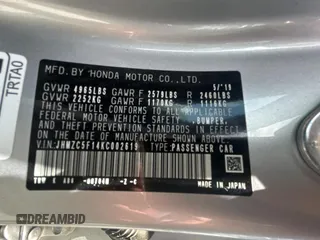 TRTA0
MFD. BY HONDA MOTOR CO., LTD. 5/'19
GVWR 4965LBS GAWR F 2579LBS R 2460LBS
GVWR 2252KG GAWR F 1170KG R 1116KG
THIS VEHICLE CONFORMS TO ALL APPLICABLE
FEDERAL MOTOR VEHICLE SAFETY, BUMPER,
AND THEFT PREVENTION STANDARDS IN EFFECT ON
THE DATE OF MANUFACTURE SHOWN ABOVE.
VIN:JHMZC5F14KC002619 TYPE:PASSENGER CAR
MADE IN JAPAN
DREAMBID